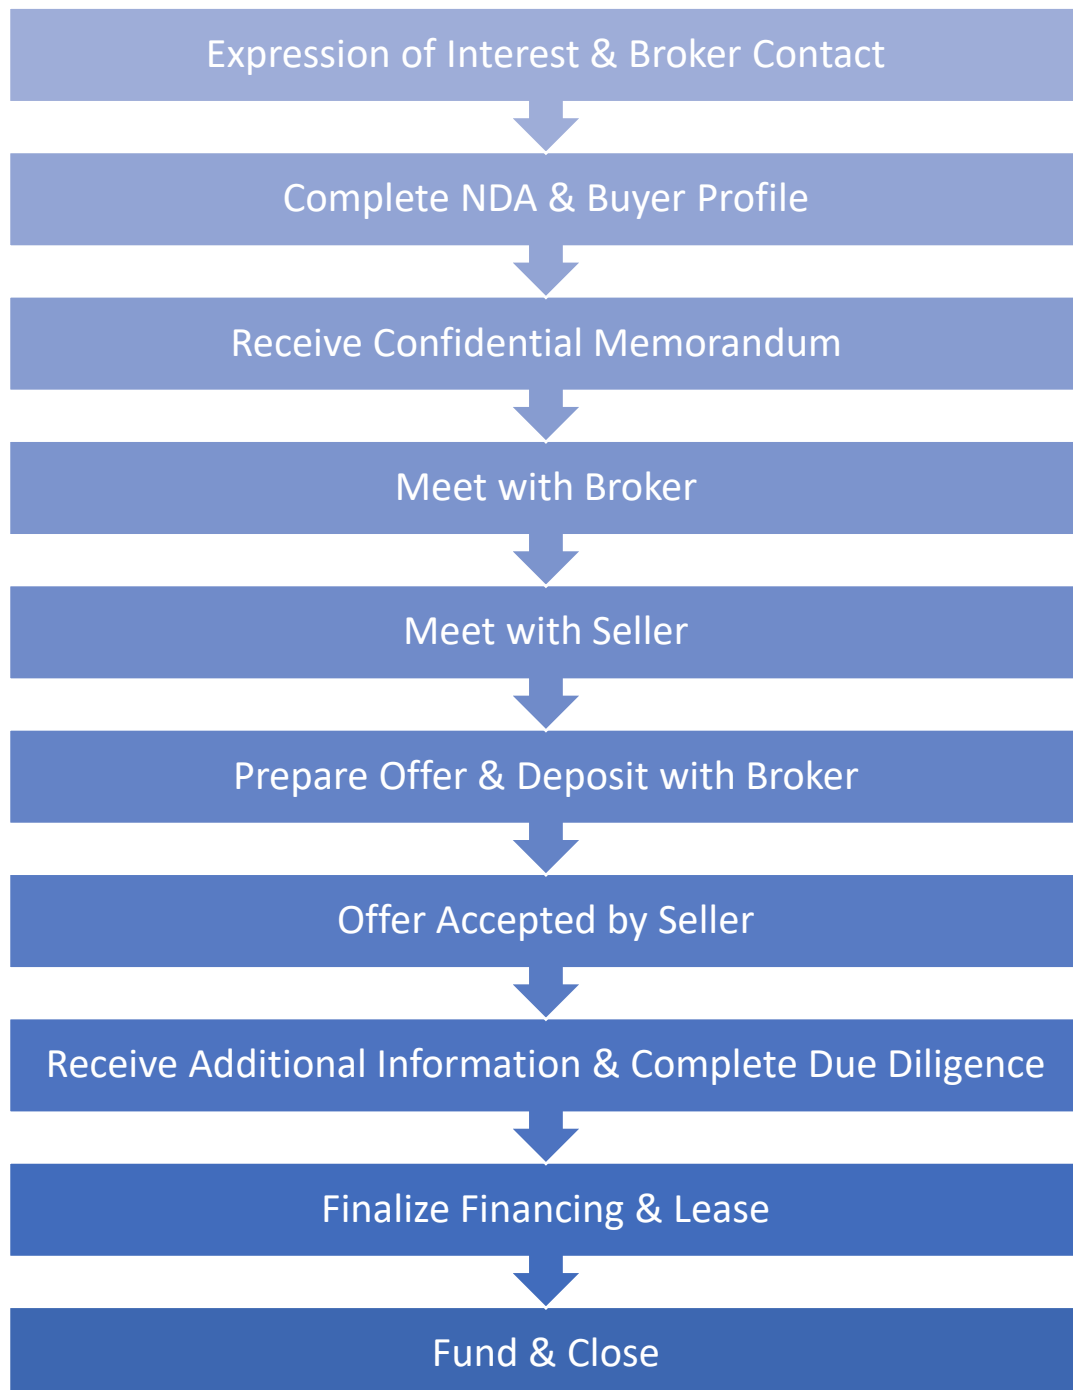 Expression of Interest & Broker Contact
Complete NDA & Buyer Profile
Receive Confidential Memorandum
Meet with Broker
Meet with Seller
Prepare Offer & Deposit with Broker
Offer Accepted by Seller
Receive Additional Information & Complete Due Diligence
Finalize Financing & Lease
Fund & Close